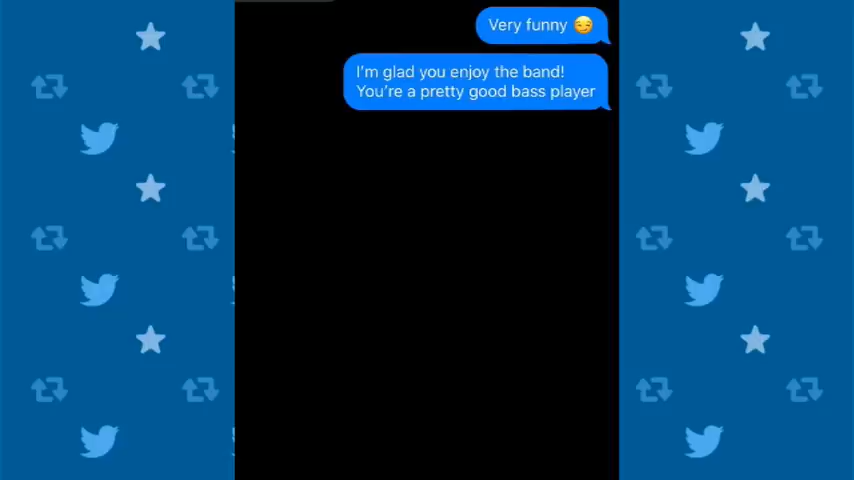 Very funny 😏
I'm glad you enjoy the band!
You're a pretty good bass player